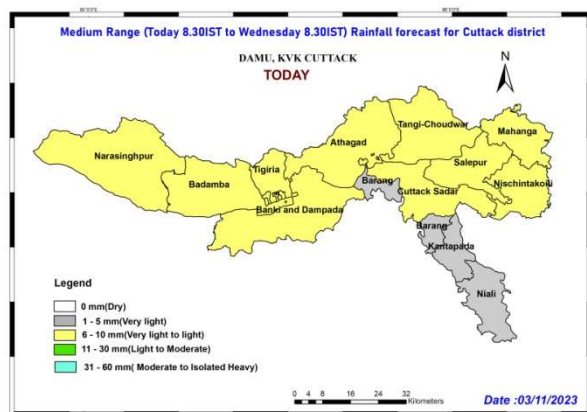 Medium Range (Today 8.30IST to Wednesday 8.30IST) Rainfall forecast for Cuttack district
DAMU, KVK CUTTACK
TODAY
N
Narasinghpur
Badamba
Tigiria
Athagad
Tangi-Choudwar
Mahanga
Salepur
Barang
Cuttack Sadar
Nischintakoili
Banki and Dampada
Barang
Kantapada
Niali
Legend
0 mm(Dry)
1 - 5 mm(Very light)
6 - 10 mm(Very light to light)
11 - 30 mm(Light to Moderate)
31 - 60 mm( Moderate to Isolated Heavy)
0 4 8 16 24 32
Kilometers
Date :03/11/2023